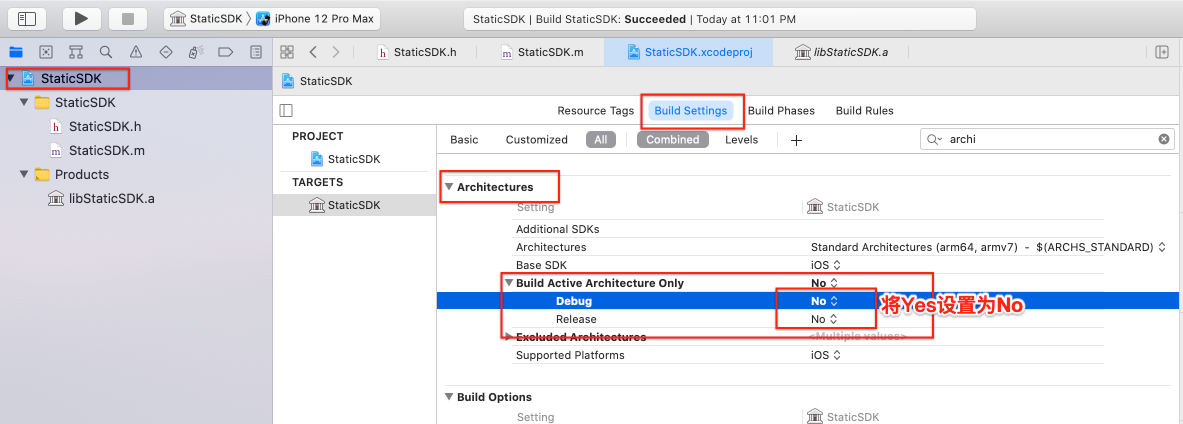 StaticSDK
iPhone 12 Pro Max
StaticSDK | Build StaticSDK: Succeeded | Today at 11:01 PM
StaticSDK.h
StaticSDK.m
StaticSDK.xcodeproj
libStaticSDK.a
StaticSDK
StaticSDK
StaticSDK.h
StaticSDK.m
Products
libStaticSDK.a
StaticSDK
Resource Tags
Build Settings
Build Phases
Build Rules
PROJECT
StaticSDK
TARGETS
StaticSDK
Basic
Customized
All
Combined
Levels
archi
Architectures
Setting
StaticSDK
Additional SDKs
Architectures
Standard Architectures (arm64, armv7) - $(ARCHS_STANDARD)
Base SDK
iOS
Build Active Architecture Only
No
Debug
No
将Yes设置为No
Release
No
Excluded Architectures
<Multiple values>
Supported Platforms
iOS
Build Options
Setting
StaticSDK